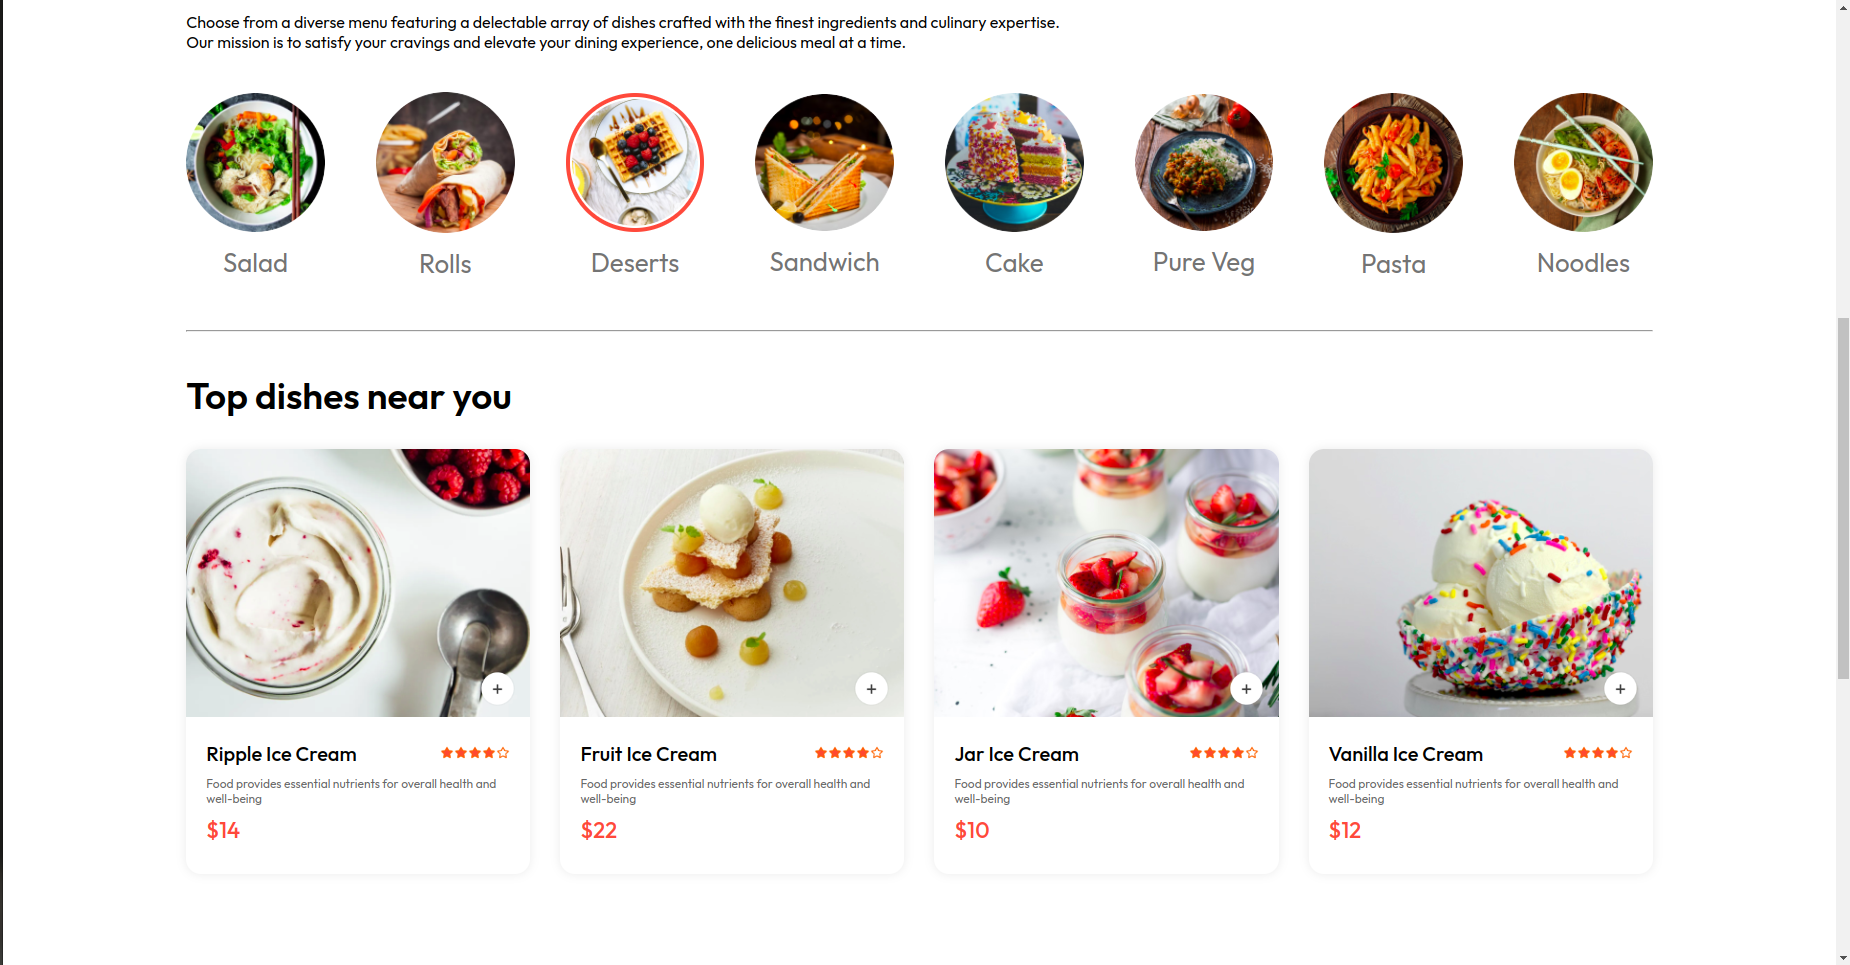 Choose from a diverse menu featuring a delectable array of dishes crafted with the finest ingredients and culinary expertise.
Our mission is to satisfy your cravings and elevate your dining experience, one delicious meal at a time.
Salad
Rolls
Deserts
Sandwich
Cake
Pure Veg
Pasta
Noodles
Top dishes near you
+
+
+
+
Ripple Ice Cream
Food provides essential nutrients for overall health and
well-being
$14
Fruit Ice Cream
Food provides essential nutrients for overall health and
well-being
$22
Jar Ice Cream
Food provides essential nutrients for overall health and
well-being
$10
Vanilla Ice Cream
Food provides essential nutrients for overall health and
well-being
$12